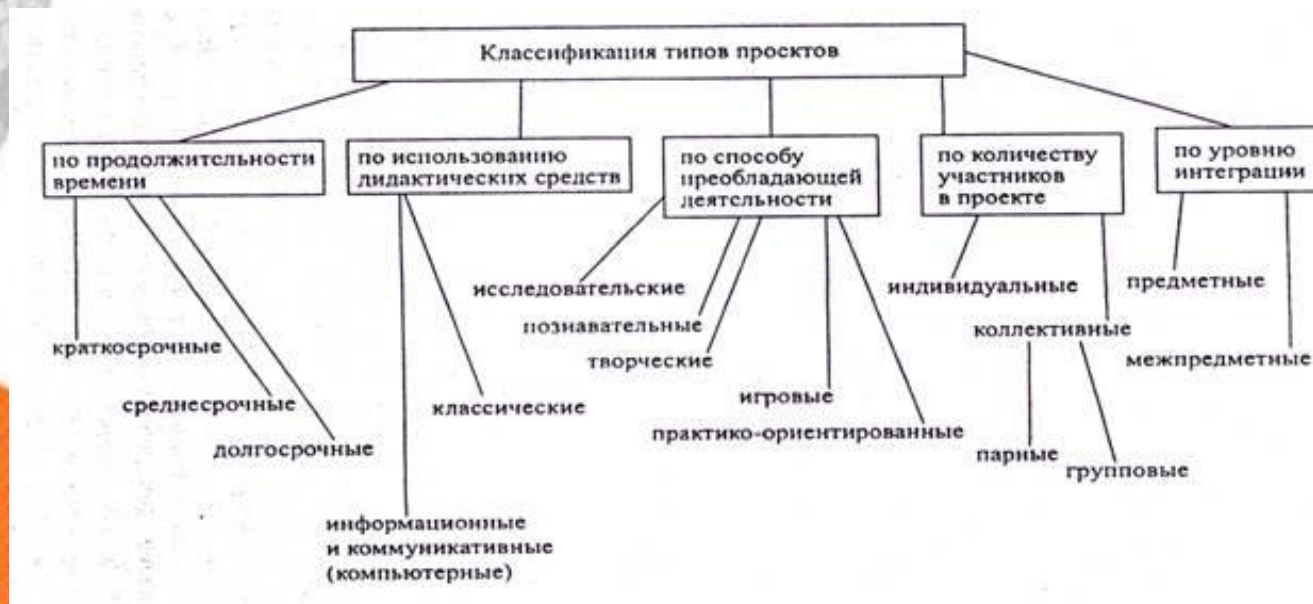 Классификация типов проектов
по продолжительности
времени
по использованию
дидактических средств
по способу
преобладающей
деятельности
по количеству
участников
в проекте
по уровню
интеграции
краткосрочные
среднесрочные
долгосрочные
информационные
и коммуникативные
(компьютерные)
классические
исследовательские
познавательные
творческие
игровые
практико-ориентированные
индивидуальные
коллективные
парные
групповые
предметные
межпредметные